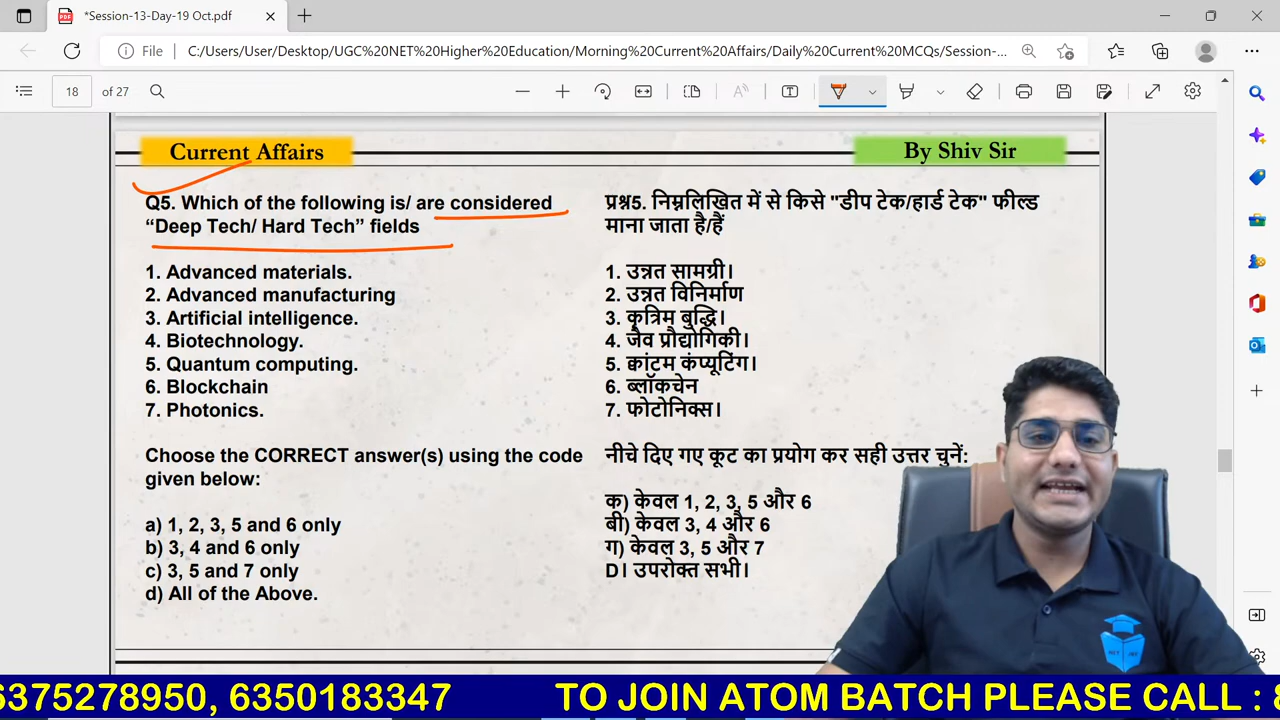 *Session-13-Day-19 Oct.pdf
File
C:/Users/User/Desktop/UGC%20NET%20Higher%20Education/Morning%20Current%20Affairs/Daily%20Current%20MCQs/Session-...
18 of 27
Current Affairs
By Shiv Sir
Q5. Which of the following is/ are considered
“Deep Tech/ Hard Tech” fields
1. Advanced materials.
2. Advanced manufacturing
3. Artificial intelligence.
4. Biotechnology.
5. Quantum computing.
6. Blockchain
7. Photonics.
Choose the CORRECT answer(s) using the code
given below:
a) 1, 2, 3, 5 and 6 only
b) 3, 4 and 6 only
c) 3, 5 and 7 only
d) All of the Above.
प्रश्न5. निम्नलिखित में से किसे "डीप टेक/हार्ड टेक" फील्ड
माना जाता है/हैं
1. उन्नत सामग्री।
2. उन्नत विनिर्माण
3. कृत्रिम बुद्धि।
4. जैव प्रौद्योगिकी।
5. क्वांटम कंप्यूटिंग।
6. ब्लॉकचेन
7. फोटोनिक्स।
नीचे दिए गए कूट का प्रयोग कर सही उत्तर चुनें:
क) केवल 1, 2, 3, 5 और 6
बी) केवल 3, 4 और 6
ग) केवल 3, 5 और 7
D। उपरोक्त सभी।
6375278950, 6350183347 TO JOIN ATOM BATCH PLEASE CALL : 8